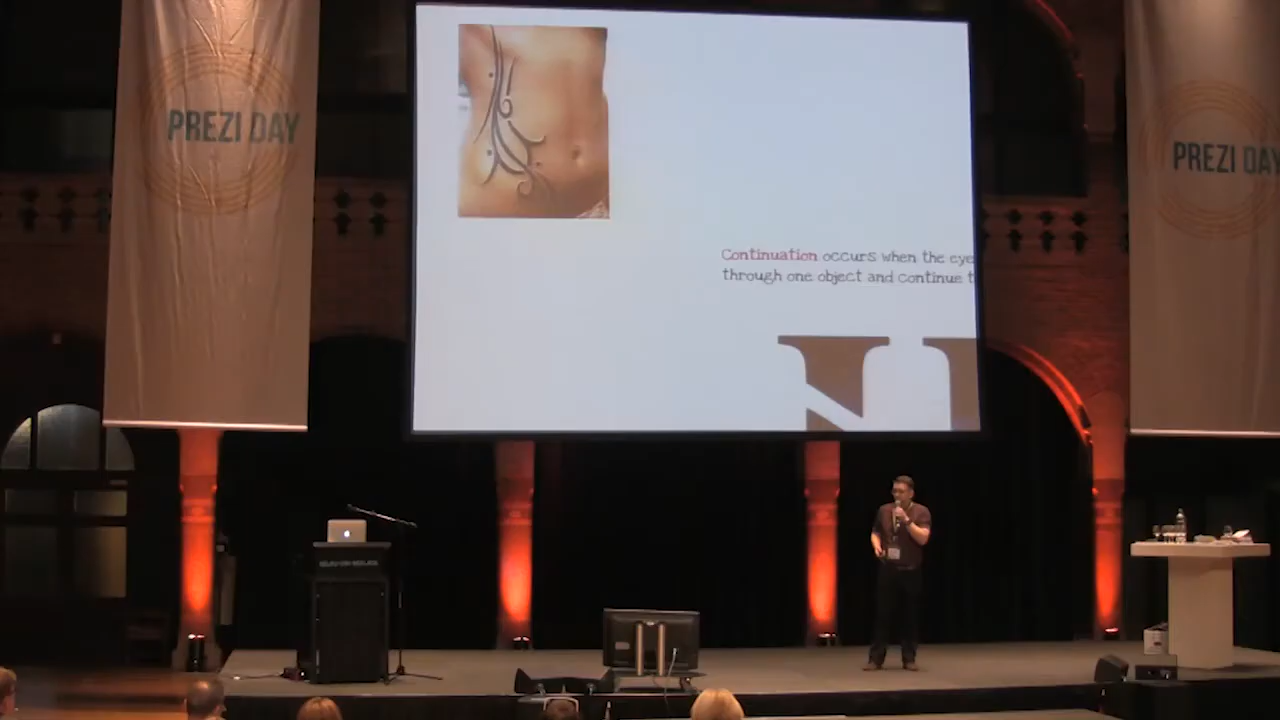 PREZI DAY
PREZI DAY
Continuation occurs when the eye
through one object and continue t
N